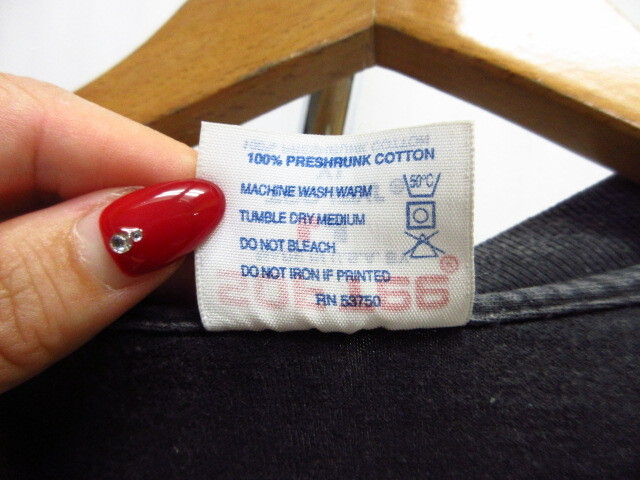 100% PRESHRUNK COTTON
MACHINE WASH WARM
50°C
TUMBLE DRY MEDIUM
DO NOT BLEACH
DO NOT IRON IF PRINTED
RN 53750